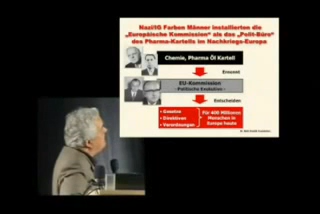 Nazi/IG Farben Männer installierten die
„Europäische Kommission" als das „Polit-Büro"
des Pharma-Kartells im Nachkriegs-Europa
Chemie, Pharma Öl Kartell
Ernennt
EU-Kommission
- Politische Exekutive -
Entscheiden
• Gesetze
• Direktiven
• Verordnungen
Für 400 Millionen
Menschen in
Europa heute